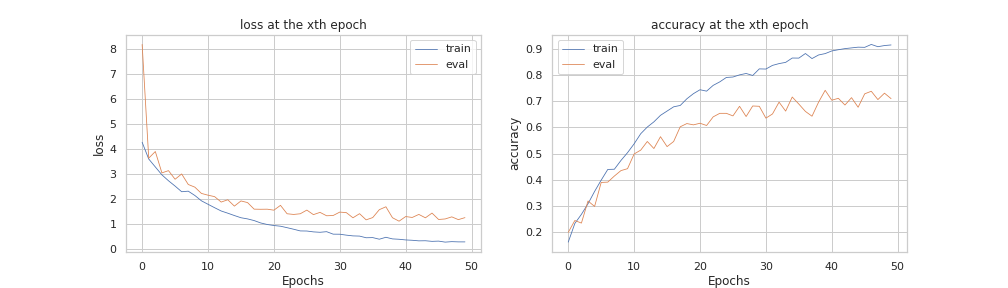 loss at the xth epoch
train
eval
8
7
6
5
4
3
2
1
0
loss
0 10 20 30 40 50
Epochs
accuracy at the xth epoch
train
eval
0.9
0.8
0.7
0.6
0.5
0.4
0.3
0.2
accuracy
0 10 20 30 40 50
Epochs